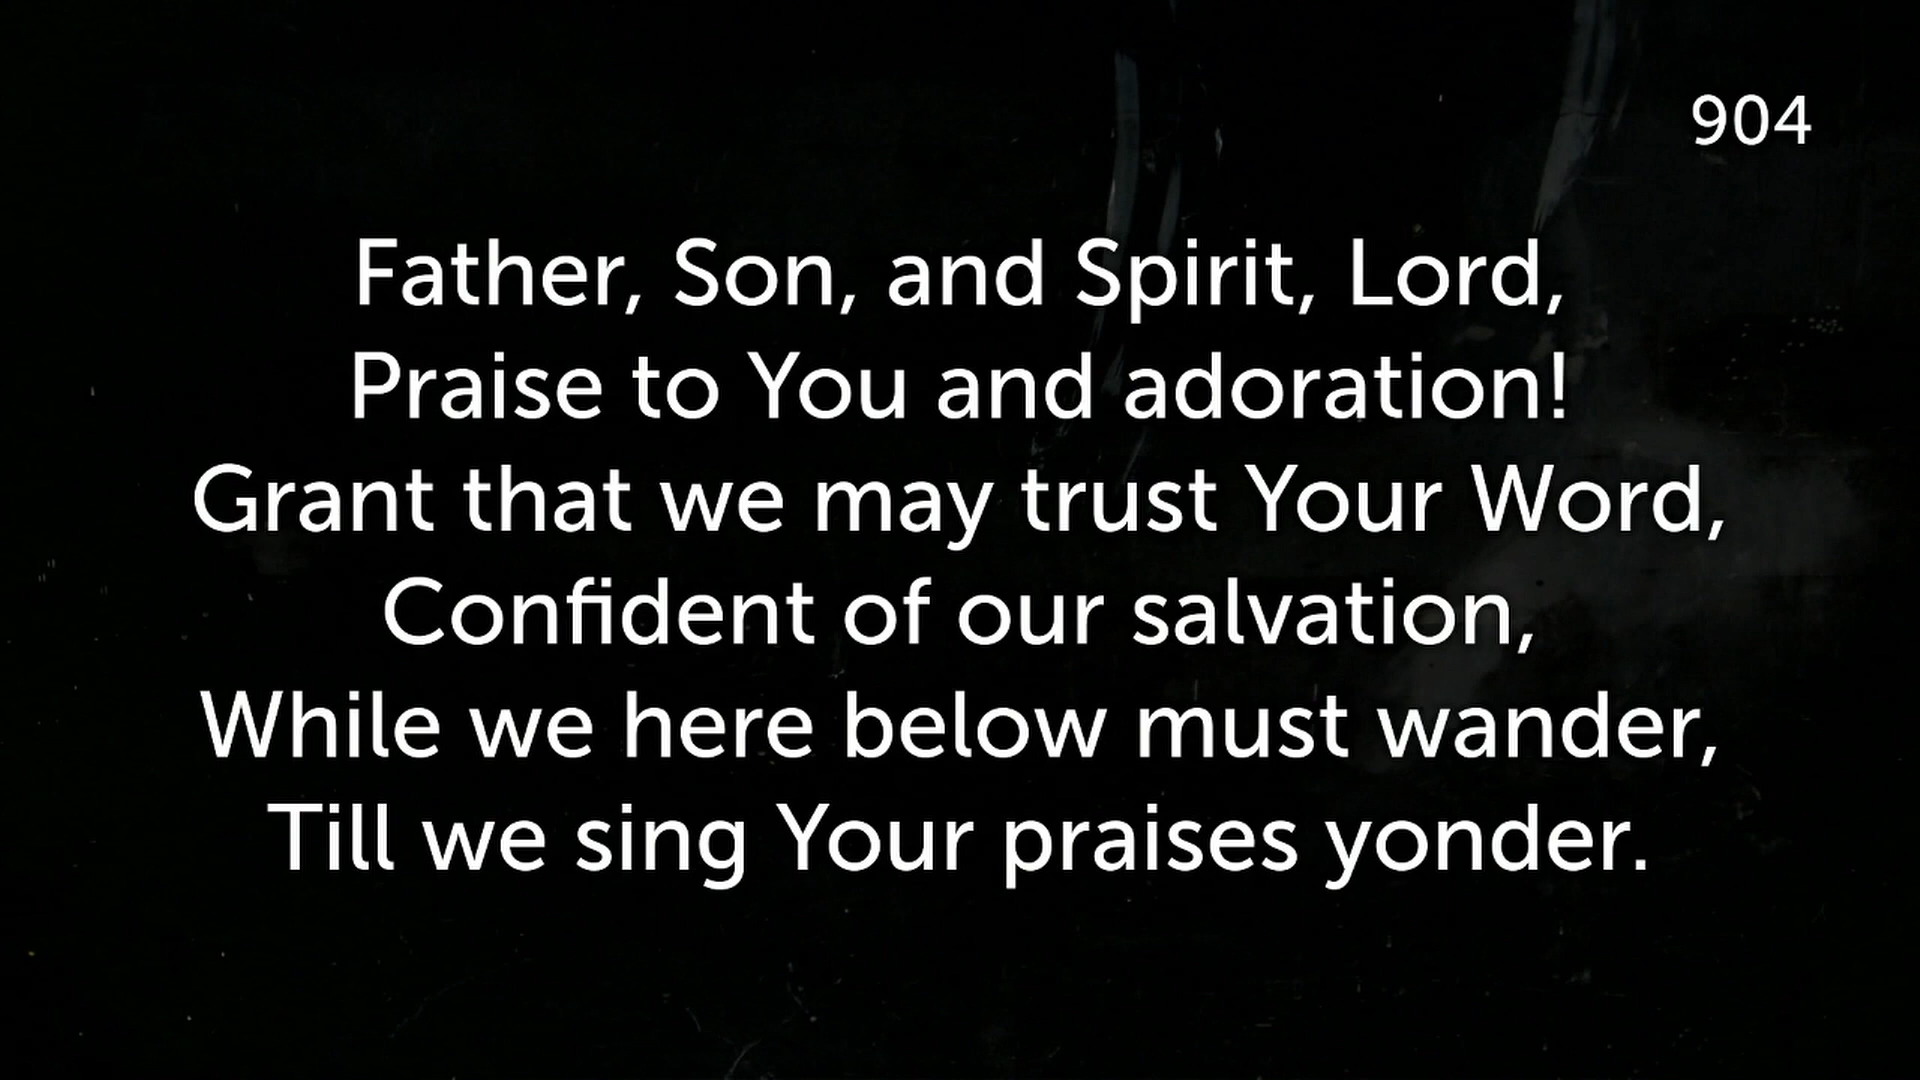 904
Father, Son, and Spirit, Lord,
Praise to You and adoration!
Grant that we may trust Your Word,
Confident of our salvation,
While we here below must wander,
Till we sing Your praises yonder.